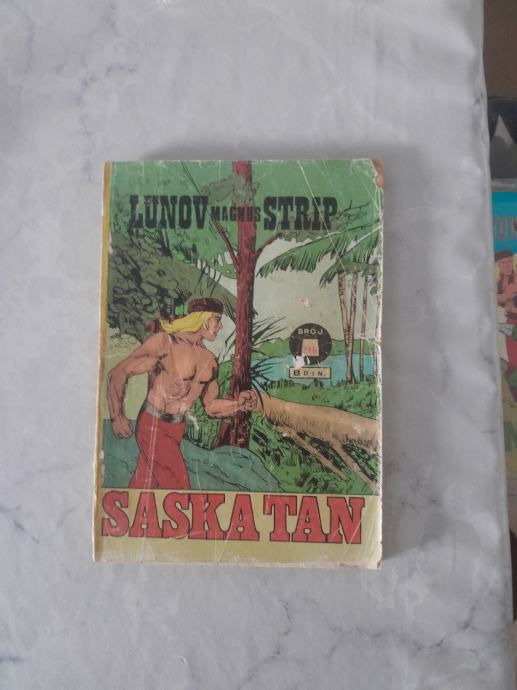 LUNOV MAGNUS STRIP
BROJ
8 DIN.
SASKA TAN